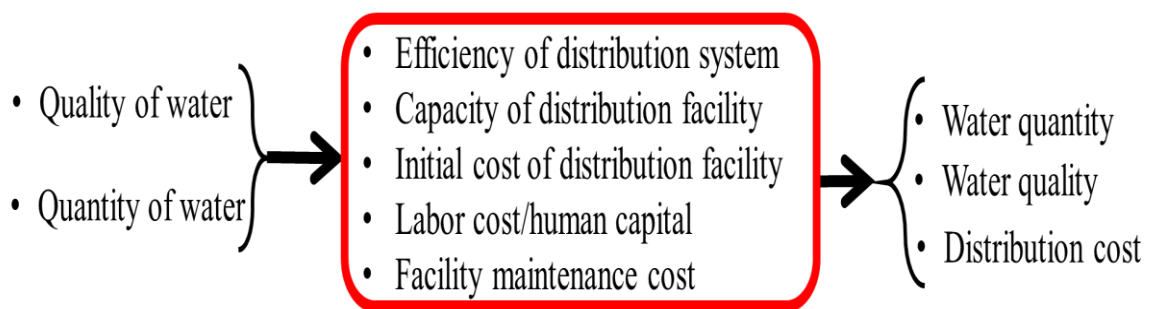 • Quality of water
• Quantity of water
• Efficiency of distribution system
• Capacity of distribution facility
• Initial cost of distribution facility
• Labor cost/human capital
• Facility maintenance cost
• Water quantity
• Water quality
• Distribution cost